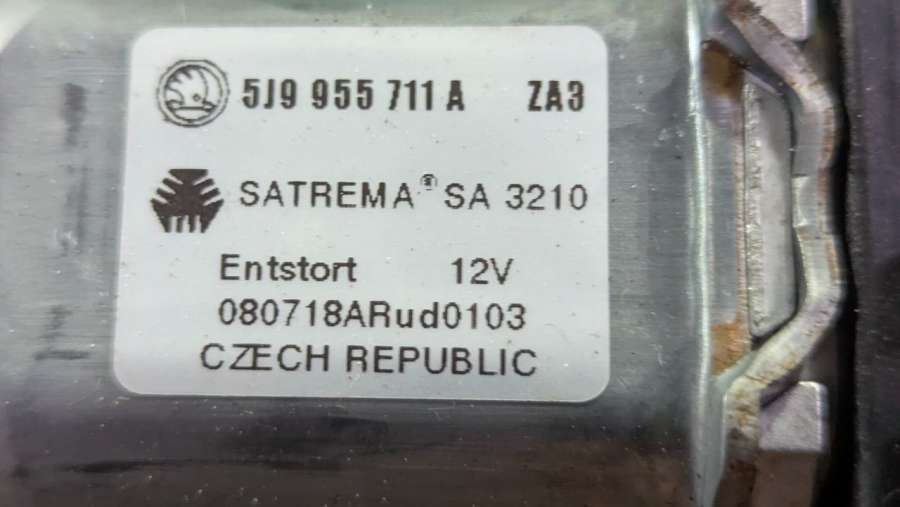 5J9 955 711 A ZA3
SATREMA® SA 3210
Entstort 12V
080718ARud0103
CZECH REPUBLIC